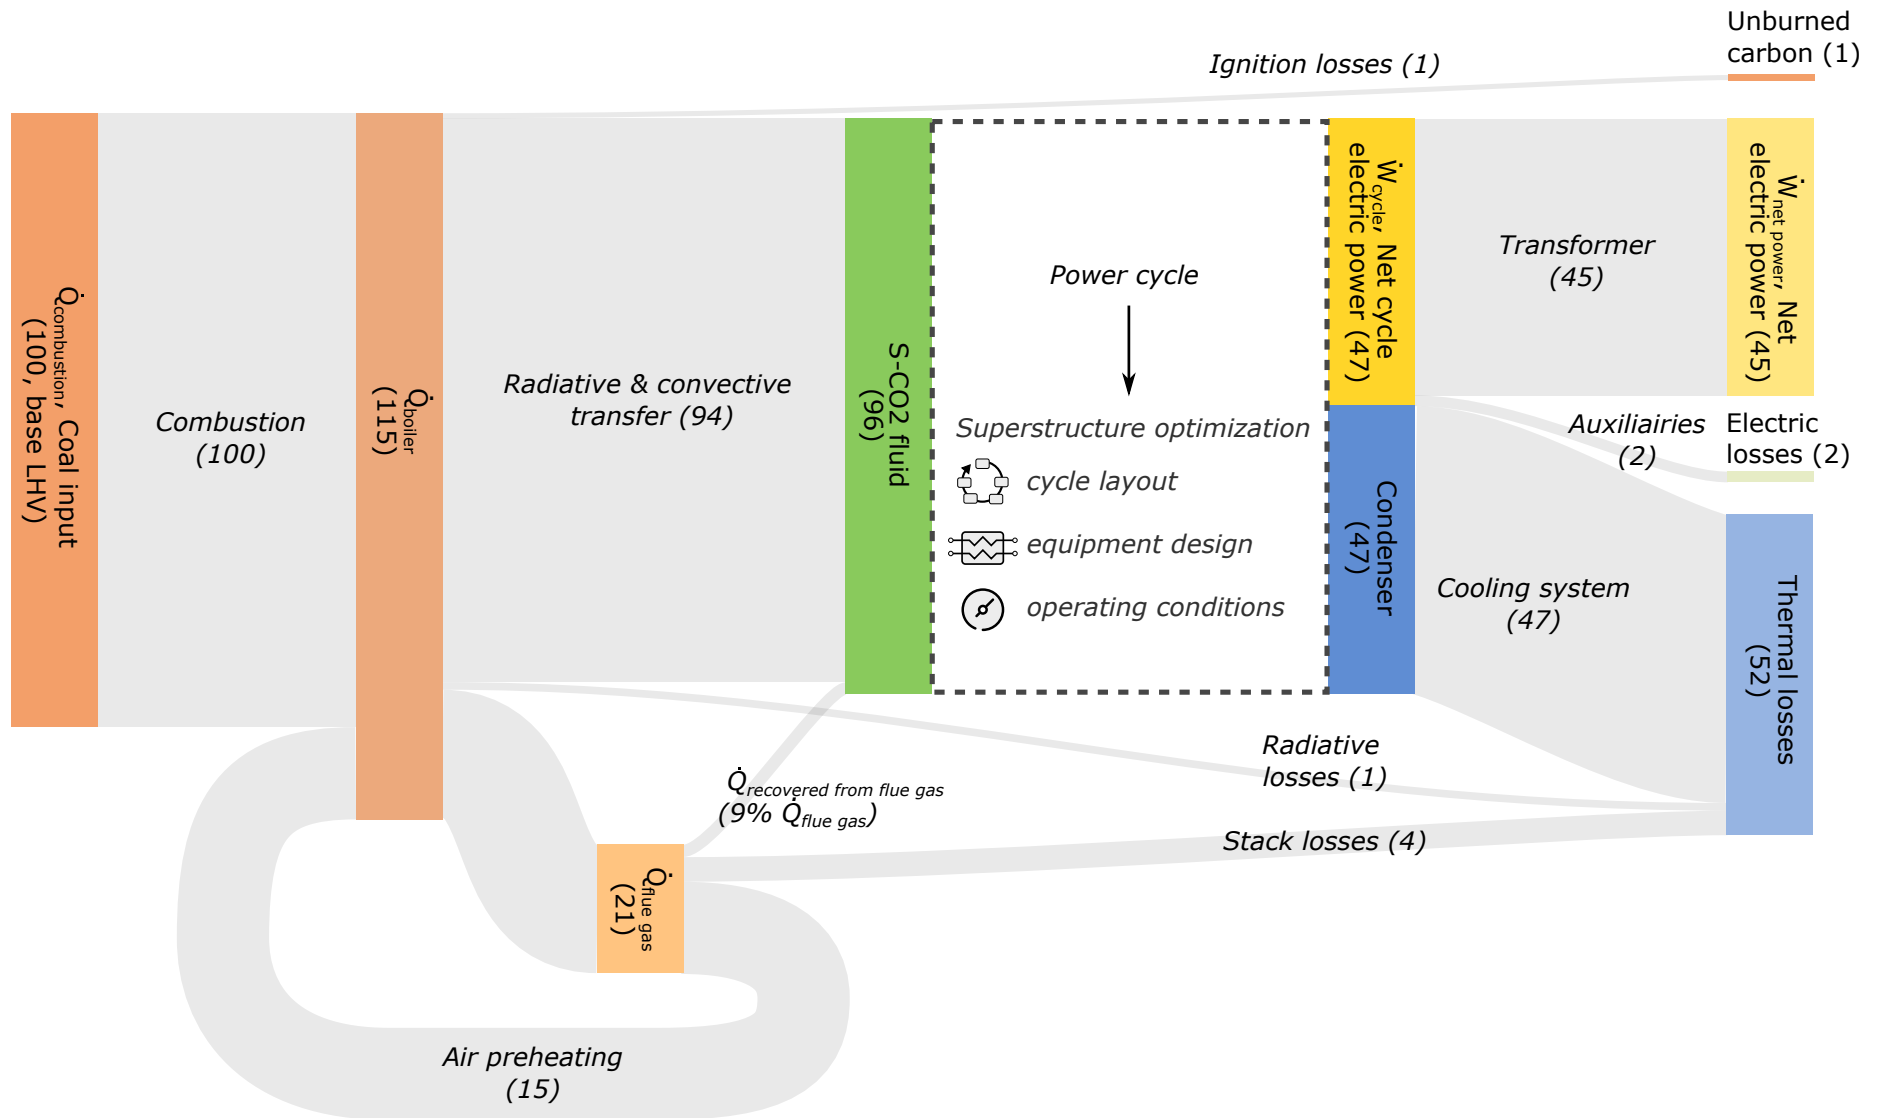 Unburned
carbon (1)
Ignition losses (1)
Q̇combustion, Coal input
(100, base LHV)
Combustion
(100)
Q̇boiler
(115)
Radiative & convective
transfer (94)
S-CO2 fluid
(96)
Power cycle
Superstructure optimization
cycle layout
equipment design
operating conditions
Ẇcycle, Net cycle
electric power (47)
Condenser
(47)
Transformer
(45)
Ẇnet power, Net
electric power (45)
Auxiliairies
(2)
Electric
losses (2)
Cooling system
(47)
Thermal losses
(52)
Radiative
losses (1)
Q̇recovered from flue gas
(9% Q̇flue gas)
Stack losses (4)
Q̇flue gas
(21)
Air preheating
(15)